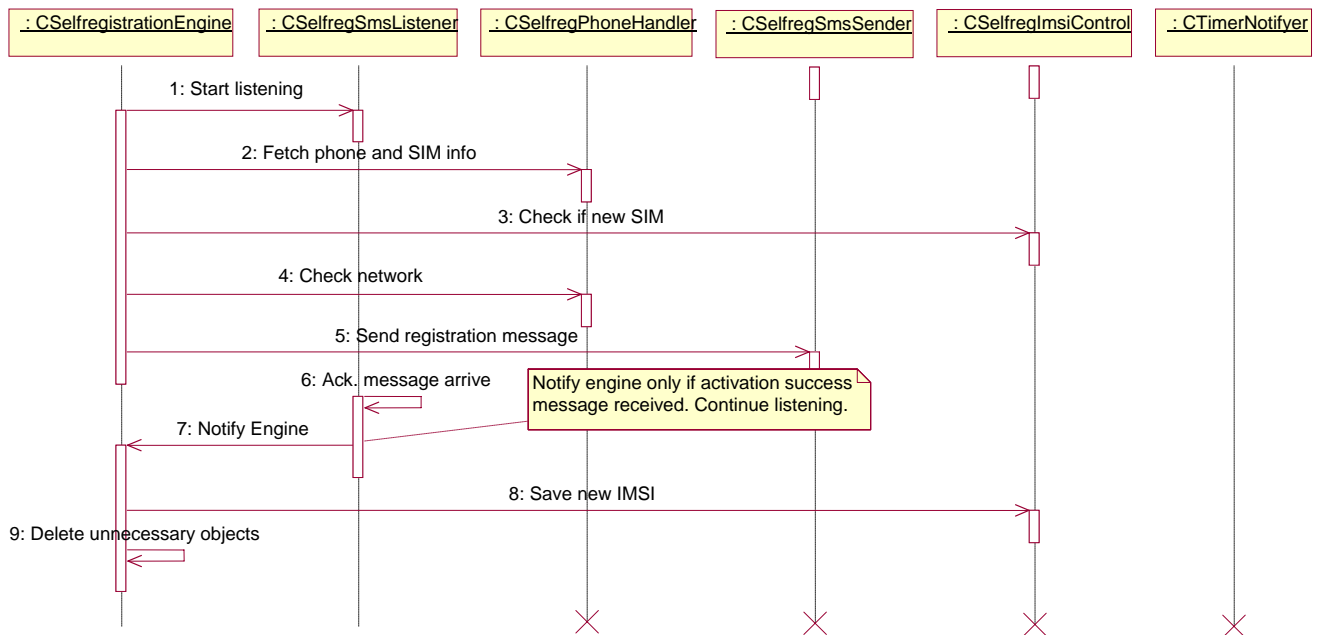 : CSelfregistrationEngine
: CSelfregSmsListener
: CSelfregPhoneHandler
: CSelfregSmsSender
: CSelfregImsiControl
: CTimerNotifyer
1: Start listening
2: Fetch phone and SIM info
3: Check if new SIM
4: Check network
5: Send registration message
6: Ack. message arrive
Notify engine only if activation success
message received. Continue listening.
7: Notify Engine
8: Save new IMSI
9: Delete unnecessary objects